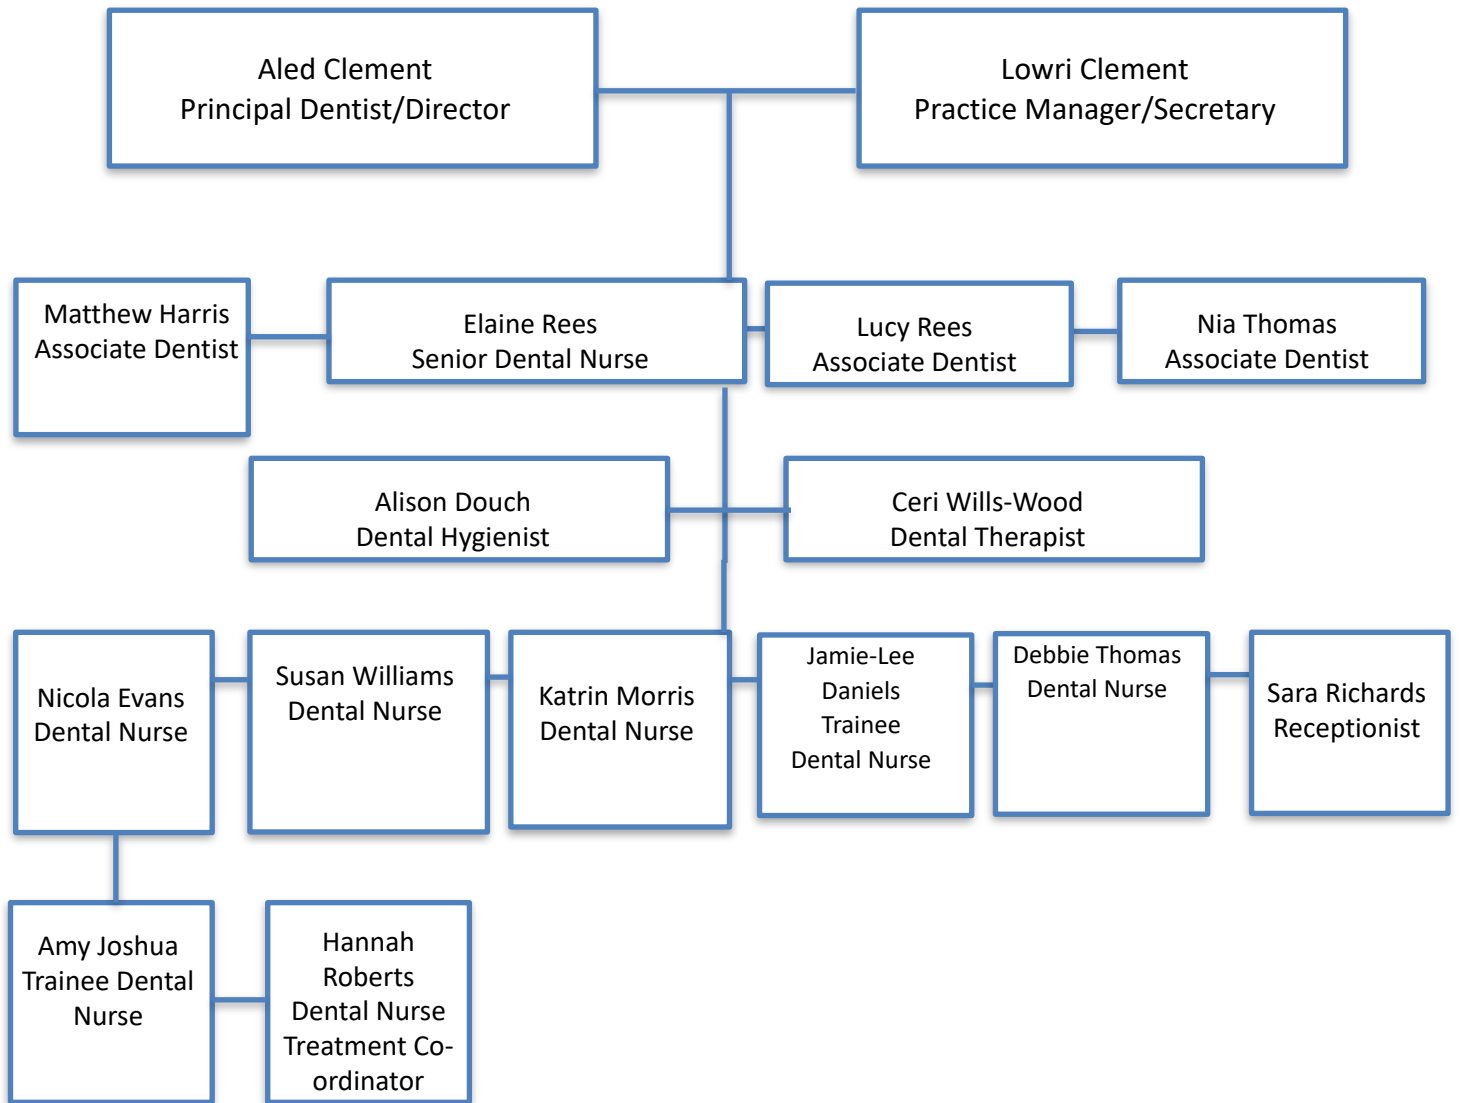 Aled Clement
Principal Dentist/Director
Lowri Clement
Practice Manager/Secretary
Matthew Harris
Associate Dentist
Elaine Rees
Senior Dental Nurse
Lucy Rees
Associate Dentist
Nia Thomas
Associate Dentist
Alison Douch
Dental Hygienist
Ceri Wills-Wood
Dental Therapist
Nicola Evans
Dental Nurse
Susan Williams
Dental Nurse
Katrin Morris
Dental Nurse
Jamie-Lee
Daniels
Trainee
Dental Nurse
Debbie Thomas
Dental Nurse
Sara Richards
Receptionist
Amy Joshua
Trainee Dental
Nurse
Hannah
Roberts
Dental Nurse
Treatment Co-
ordinator